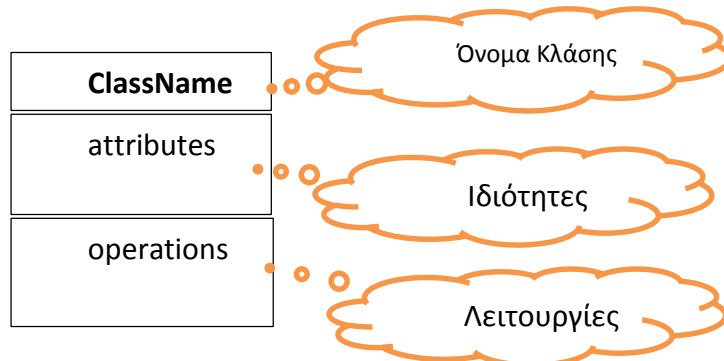 ClassName
Όνομα Κλάσης
attributes
Ιδιότητες
operations
Λειτουργίες